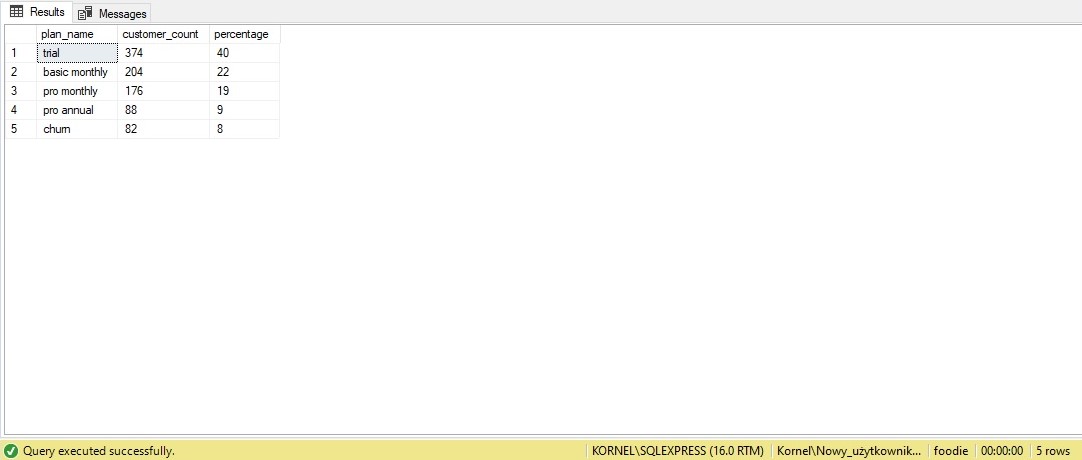 Results Messages
plan_name customer_count percentage
1 trial 374 40
2 basic monthly 204 22
3 pro monthly 176 19
4 pro annual 88 9
5 churn 82 8
Query executed successfully. KORNEL\SQLEXPRESS (16.0 RTM) Kornel\Nowy_użytkownik... foodie 00:00:00 5 rows